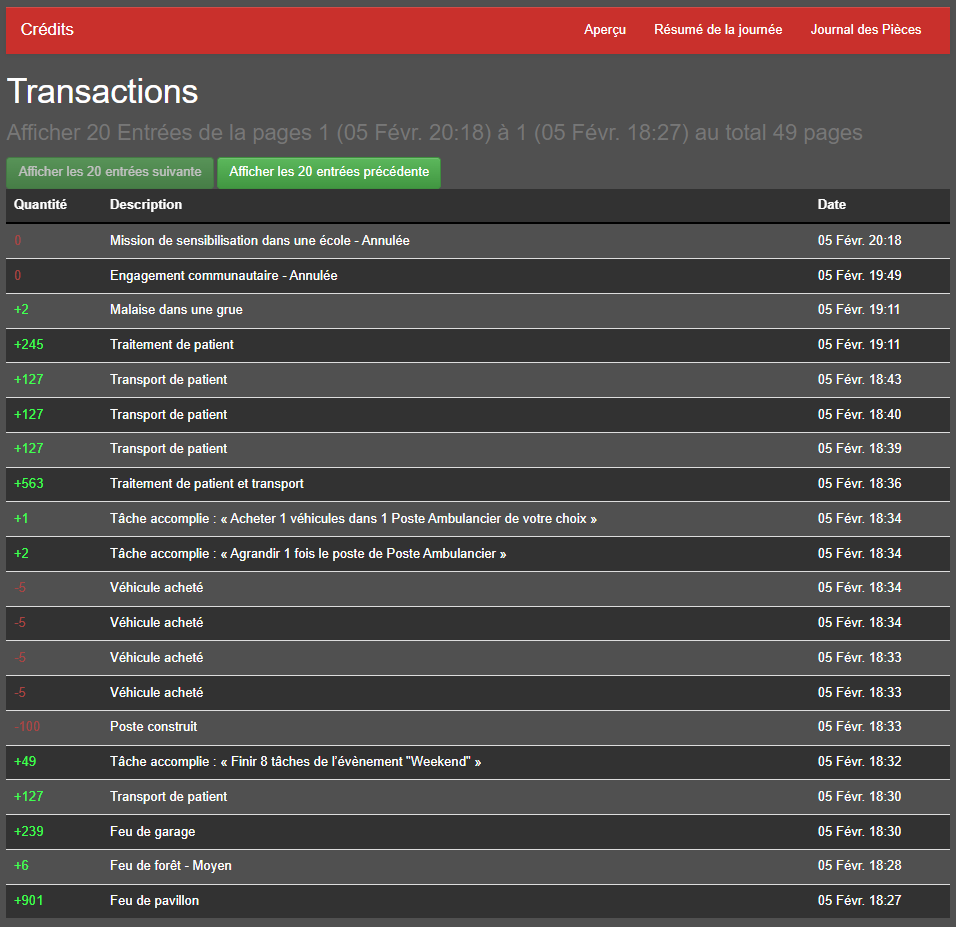 Crédits Aperçu Résumé de la journée Journal des Pièces
Transactions
Afficher 20 Entrées de la pages 1 (05 Févr. 20:18) à 1 (05 Févr. 18:27) au total 49 pages
Afficher les 20 entrées suivante Afficher les 20 entrées précédente
Quantité Description Date
0 Mission de sensibilisation dans une école - Annulée 05 Févr. 20:18
0 Engagement communautaire - Annulée 05 Févr. 19:49
+2 Malaise dans une grue 05 Févr. 19:11
+245 Traitement de patient 05 Févr. 19:11
+127 Transport de patient 05 Févr. 18:43
+127 Transport de patient 05 Févr. 18:40
+127 Transport de patient 05 Févr. 18:39
+563 Traitement de patient et transport 05 Févr. 18:36
+1 Tâche accomplie : « Acheter 1 véhicules dans 1 Poste Ambulancier de votre choix » 05 Févr. 18:34
+2 Tâche accomplie : « Agrandir 1 fois le poste de Poste Ambulancier » 05 Févr. 18:34
-5 Véhicule acheté 05 Févr. 18:34
-5 Véhicule acheté 05 Févr. 18:34
-5 Véhicule acheté 05 Févr. 18:33
-5 Véhicule acheté 05 Févr. 18:33
-100 Poste construit 05 Févr. 18:33
+49 Tâche accomplie : « Finir 8 tâches de l'évènement "Weekend" » 05 Févr. 18:32
+127 Transport de patient 05 Févr. 18:30
+239 Feu de garage 05 Févr. 18:30
+6 Feu de forêt - Moyen 05 Févr. 18:28
+901 Feu de pavillon 05 Févr. 18:27